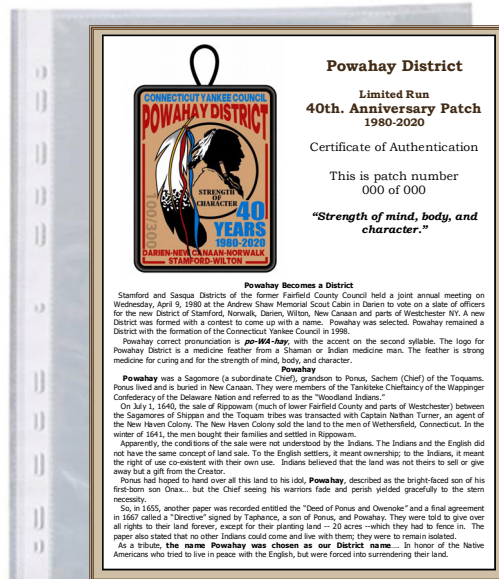 CONNECTICUT YANKEE COUNCIL
POWAHAY DISTRICT
STRENGTH
OF
CHARACTER
100/300
40
YEARS
1980-2020
DARIEN-NEW CANAAN-NORWALK
STAMFORD-WILTON
Powahay District
Limited Run
40th. Anniversary Patch
1980-2020
Certificate of Authentication
This is patch number
000 of 000
“Strength of mind, body, and
character.”
Powahay Becomes a District
Stamford and Sasqua Districts of the former Fairfield County Council held a joint annual meeting on
Wednesday, April 9, 1980 at the Andrew Shaw Memorial Scout Cabin in Darien to vote on a slate of officers
for the new District of Stamford, Norwalk, Darien, Wilton, New Canaan and parts of Westchester NY. A new
District was formed with a contest to come up with a name. Powahay was selected. Powahay remained a
District with the formation of the Connecticut Yankee Council in 1998.
Powahay correct pronunciation is po-WA-hay, with the accent on the second syllable. The logo for
Powahay District is a medicine feather from a Shaman or Indian medicine man. The feather is strong
medicine for curing and for the strength of mind, body, and character.
Powahay
Powahay was a Sagomore (a subordinate Chief), grandson to Ponus, Sachem (Chief) of the Toquams.
Ponus lived and is buried in New Canaan. They were members of the Tankiteke Chieftaincy of the Wappinger
Confederacy of the Delaware Nation and referred to as the “Woodland Indians.”
On July 1, 1640, the sale of Rippowam (much of lower Fairfield County and parts of Westchester) between
the Sagamores of Shippan and the Toquam tribes was transacted with Captain Nathan Turner, an agent of
the New Haven Colony. The New Haven Colony sold the land to the men of Wethersfield, Connecticut. In the
winter of 1641, the men bought their families and settled in Rippowam.
Apparently, the conditions of the sale were not understood by the Indians. The Indians and the English did
not have the same concept of land sale. To the English settlers, it meant ownership; to the Indians, it meant
the right of use co-existent with their own use. Indians believed that the land was not theirs to sell or give
away but a gift from the Creator.
Ponus had hoped to hand over all this land to his idol, Powahay, described as the bright-faced son of his
first-born son Onax... but the Chief seeing his warriors fade and perish yielded gracefully to the stern
necessity.
So, in 1655, another paper was recorded entitled the “Deed of Ponus and Owenoke” and a final agreement
in 1667 called a “Directive” signed by Taphance, a son of Ponus, and Powahay. They were told to give over
all rights to their land forever, except for their planting land -- 20 acres --which they had to fence in. The
paper also stated that no other Indians could come and live with them; they were to remain isolated.
As a tribute, the name Powahay was chosen as our District name.... In honor of the Native
Americans who tried to live in peace with the English, but were forced into surrendering their land.